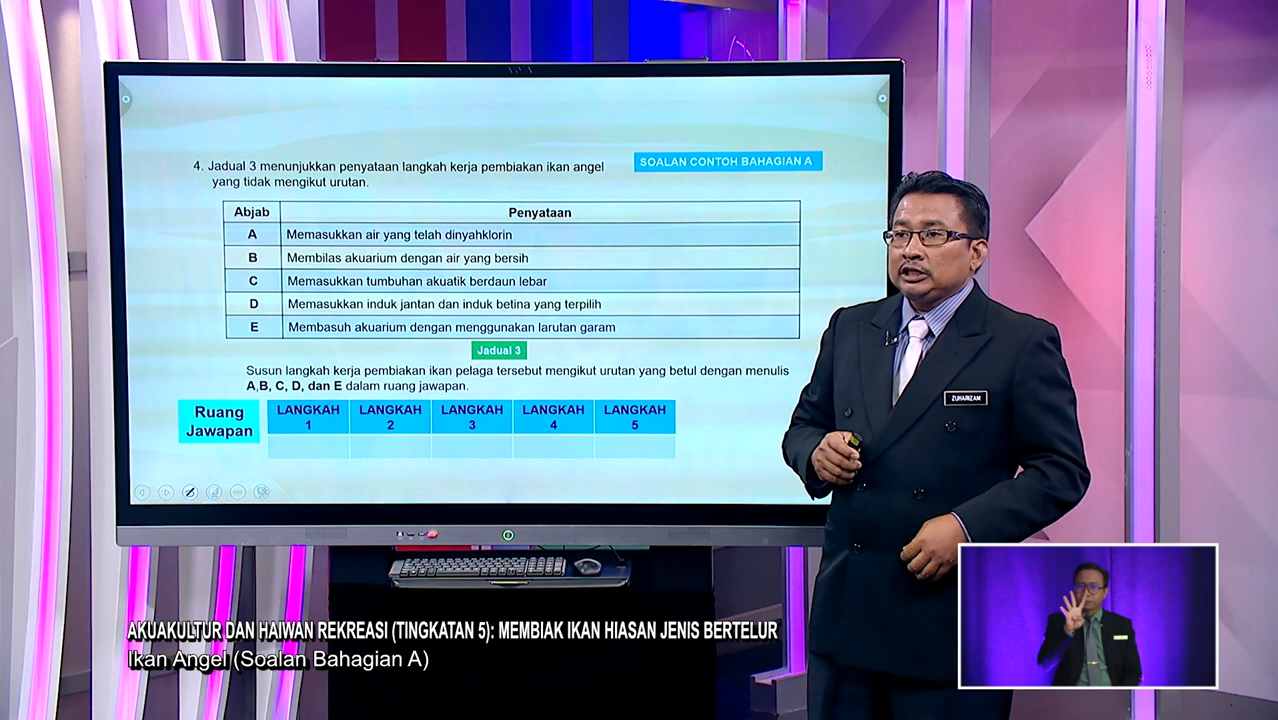 4. Jadual 3 menunjukkan penyataan langkah kerja pembiakan ikan angel
yang tidak mengikut urutan.
SOALAN CONTOH BAHAGIAN A
Abjab Penyataan
A Memasukkan air yang telah dinyahklorin
B Membilas akuarium dengan air yang bersih
C Memasukkan tumbuhan akuatik berdaun lebar
D Memasukkan induk jantan dan induk betina yang terpilih
E Membasuh akuarium dengan menggunakan larutan garam
Jadual 3
Susun langkah kerja pembiakan ikan pelaga tersebut mengikut urutan yang betul dengan menulis
A,B, C, D, dan E dalam ruang jawapan.
Ruang
Jawapan
LANGKAH 1
LANGKAH 2
LANGKAH 3
LANGKAH 4
LANGKAH 5
ZUHARIZAM
AKUAKULTUR DAN HAIWAN REKREASI (TINGKATAN 5): MEMBIAK IKAN HIASAN JENIS BERTELUR
Ikan Angel (Soalan Bahagian A)